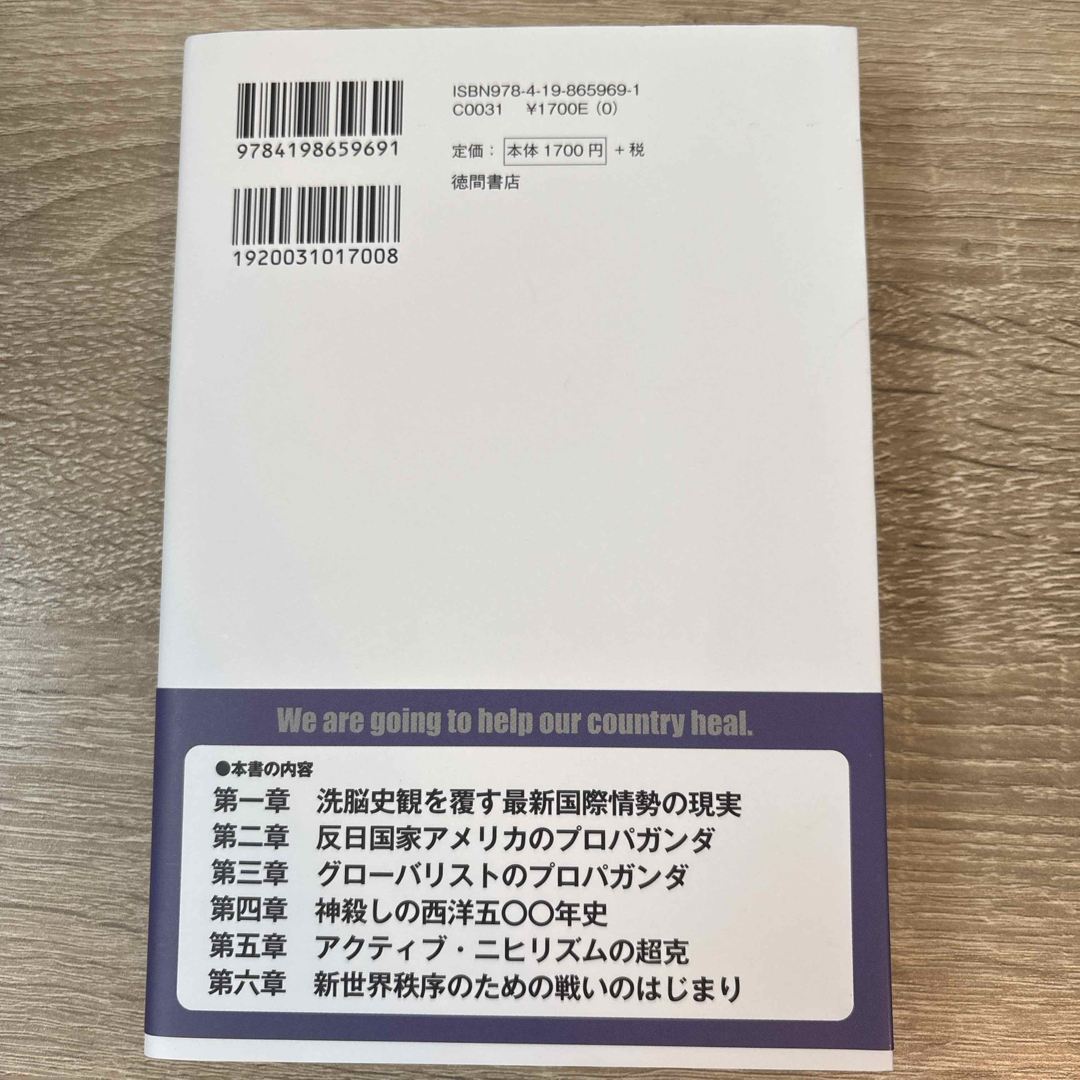 ISBN978-4-19-865969-1
C0031 ¥1700E (0)
9784198659691
定価： 本体 1700 円 + 税
徳間書店
1920031017008
We are going to help our country heal.
●本書の内容
第一章 洗脳史観を覆す最新国際情勢の現実
第二章 反日国家アメリカのプロパガンダ
第三章 グローバリストのプロパガンダ
第四章 神殺しの西洋五〇〇年史
第五章 アクティブ・ニヒリズムの超克
第六章 新世界秩序のための戦いのはじまり